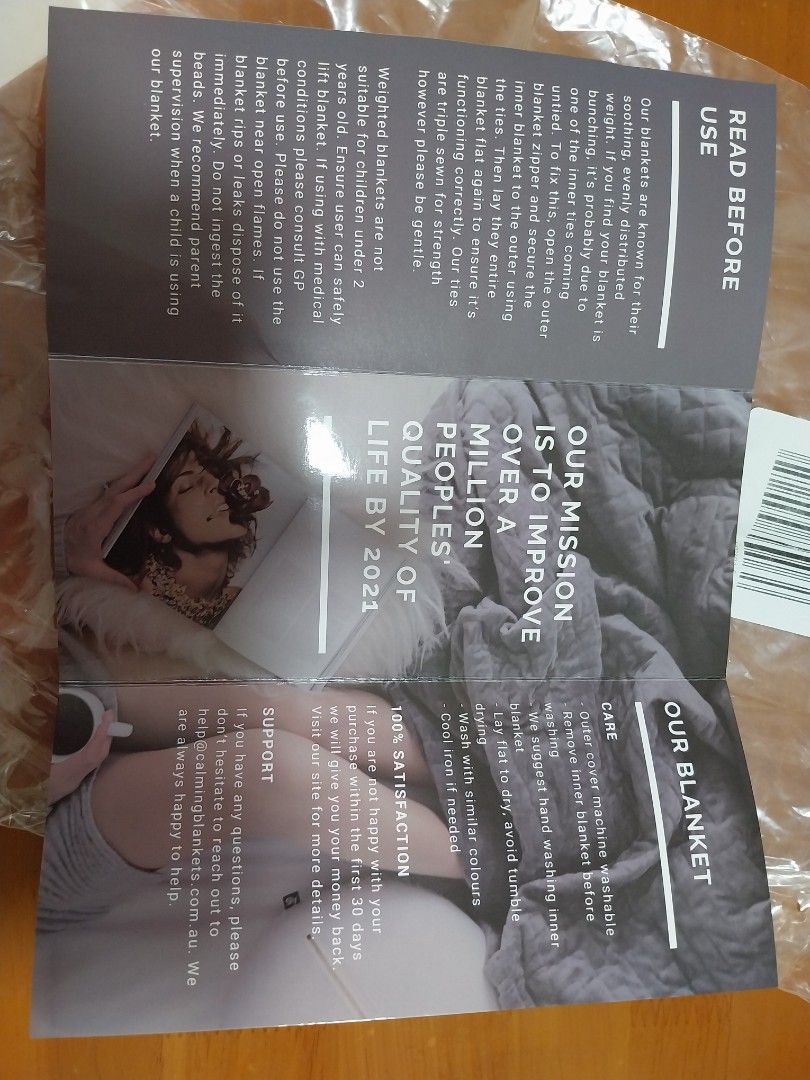 READ BEFORE
USE
Our blankets are known for their
soothing, evenly distributed
weight. If you find your blanket is
bunching, it's probably due to
one of the inner ties coming
untied. To fix this, open the outer
blanket zipper and secure the
inner blanket to the outer using
the ties. Then lay they entire
blanket flat again to ensure it's
functioning correctly. Our ties
are triple sewn for strength
however please be gentle
Weighted blankets are not
suitable for children under 2
years old. Ensure user can safely
lift blanket. If using with medical
conditions please consult GP
before use. Please do not use the
blanket near open flames. If
blanket rips or leaks dispose of it
immediately. Do not ingest the
beads. We recommend parent
supervision when a child is using
our blanket.
OUR MISSION
IS TO IMPROVE
OVER A
MILLION
PEOPLES'
QUALITY OF
LIFE BY 2021
OUR BLANKET
CARE
- Outer cover machine washable
- Remove inner blanket before
washing
- We suggest hand washing inner
blanket
- Lay flat to dry, avoid tumble
drying
- Wash with similar colours
- Cool iron if needed
100% SATISFACTION
If you are not happy with your
purchase within the first 30 days
we will give you your money back.
Visit our site for more details.
SUPPORT
If you have any questions, please
don't hesitate to reach out to
help@calmingblankets.com.au. We
are always happy to help.